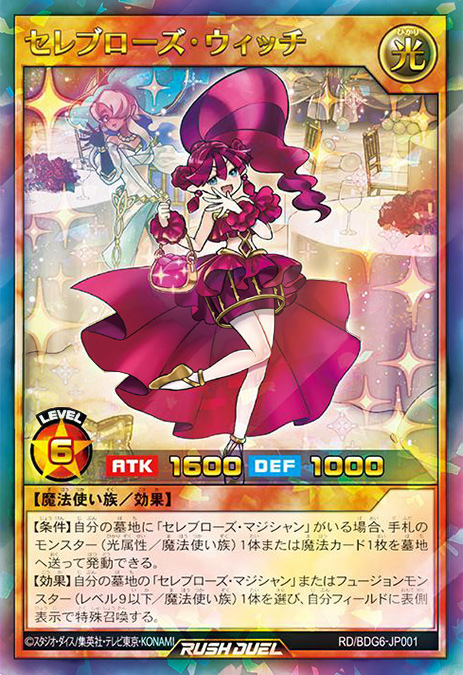 セレブローズ・ウィッチ
ひかり
光
LEVEL
6
ATK 1600 DEF 1000
【魔法使い族/効果】
【条件】自分の墓地に「セレブローズ・マジシャン」がいる場合、手札の
モンスター(光属性/魔法使い族)1体または魔法カード1枚を墓地
へ送って発動できる。
【効果】自分の墓地の「セレブローズ・マジシャン」またはフュージョンモン
スター(レベル9以下/魔法使い族)1体を選び、自分フィールドに表側
表示で特殊召喚する。
©スタジオ・ダイス/集英社・テレビ東京・KONAMI RUSH DUEL RD/BDG6-JP001